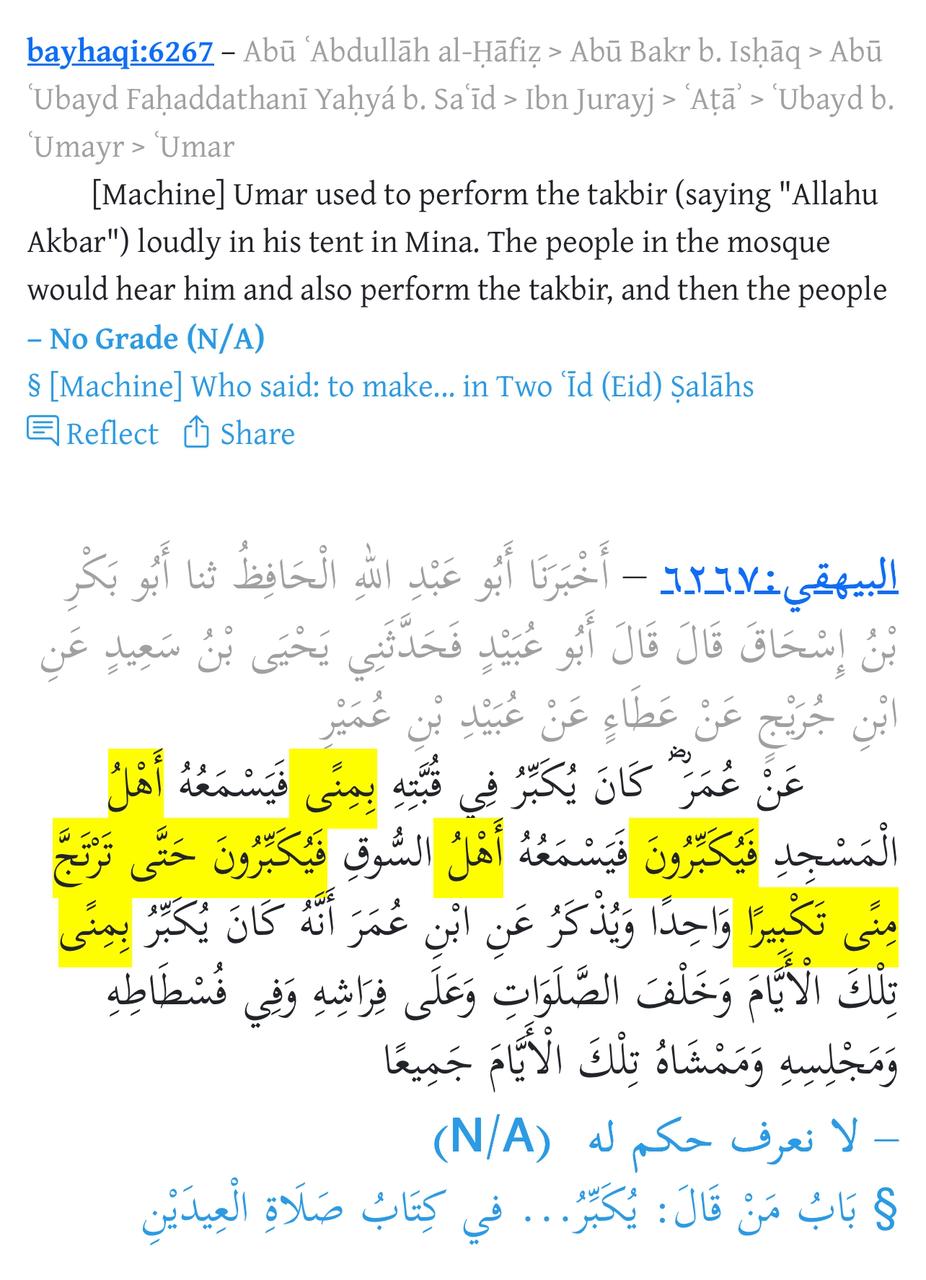 bayhaqi:6267 – Abū ʿAbdullāh al-Ḥāfiẓ > Abū Bakr b. Isḥāq > Abū
ʿUbayd Faḥaddathanī Yaḥyá b. Saʿīd > Ibn Jurayj > ʿAṭāʾ > ʿUbayd b.
ʿUmayr > ʿUmar
[Machine] Umar used to perform the takbir (saying "Allahu
Akbar") loudly in his tent in Mina. The people in the mosque
would hear him and also perform the takbir, and then the people
– No Grade (N/A)
§ [Machine] Who said: to make... in Two ʿĪd (Eid) Ṣalāhs
Reflect Share
البيهقي:٦٢٦٧ – أَخْبَرَنَا أَبُو عَبْدِ اللهِ الْحَافِظُ ثنا أَبُو بَكْرِ
بْنُ إِسْحَاقَ قَالَ قَالَ أَبُو عُبَيْدٍ فَحَدَّثَنِي يَحْيَى بْنُ سَعِيدٍ عَنِ
ابْنِ جُرَيْجٍ عَنْ عَطَاءٍ عَنْ عُبَيْدِ بْنِ عُمَيْرٍ
عَنْ عُمَرَ ؓ كَانَ يُكَبِّرُ فِي قُبَّتِهِ بِمِنًى فَيَسْمَعُهُ أَهْلُ
الْمَسْجِدِ فَيُكَبِّرُونَ فَيَسْمَعُهُ أَهْلُ السُّوقِ فَيُكَبِّرُونَ حَتَّى تَرْتَجَّ
مِنًى تَكْبِيرًا وَاحِدًا وَيُذْكَرُ عَنِ ابْنِ عُمَرَ أَنَّهُ كَانَ يُكَبِّرُ بِمِنًى
تِلْكَ الْأَيَّامَ وَخَلْفَ الصَّلَوَاتِ وَعَلَى فِرَاشِهِ وَفِي فُسْطَاطِهِ
وَمَجْلِسِهِ وَمَمْشَاهُ تِلْكَ الْأَيَّامَ جَمِيعًا
– لا نعرف حكم له (N/A)
§ بَابُ مَنْ قَالَ: يُكَبِّرُ... في كِتَابُ صَلَاةِ الْعِيدَيْنِ